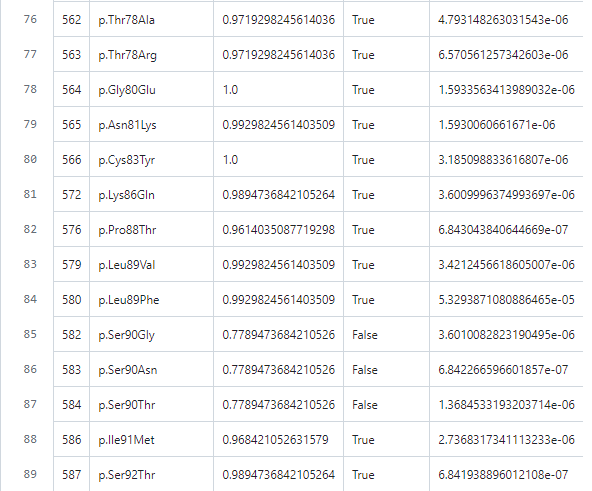 76 562 p.Thr78Ala 0.9719298245614036 True 4.793148263031543e-06
77 563 p.Thr78Arg 0.9719298245614036 True 6.570561257342603e-06
78 564 p.Gly80Glu 1.0 True 1.5933563413989032e-06
79 565 p.Asn81Lys 0.9929824561403509 True 1.5930060661671e-06
80 566 p.Cys83Tyr 1.0 True 3.185098833616807e-06
81 572 p.Lys86Gln 0.9894736842105264 True 3.6009996374993697e-06
82 576 p.Pro88Thr 0.9614035087719298 True 6.843043840644669e-07
83 579 p.Leu89Val 0.9929824561403509 True 3.4212456618605007e-06
84 580 p.Leu89Phe 0.9929824561403509 True 5.3293871080886465e-05
85 582 p.Ser90Gly 0.7789473684210526 False 3.6010082823190495e-06
86 583 p.Ser90Asn 0.7789473684210526 False 6.842266596601857e-07
87 584 p.Ser90Thr 0.7789473684210526 False 1.3684533193203714e-06
88 586 p.Ile91Met 0.968421052631579 True 2.7368317341113233e-06
89 587 p.Ser92Thr 0.9894736842105264 True 6.841938896012108e-07